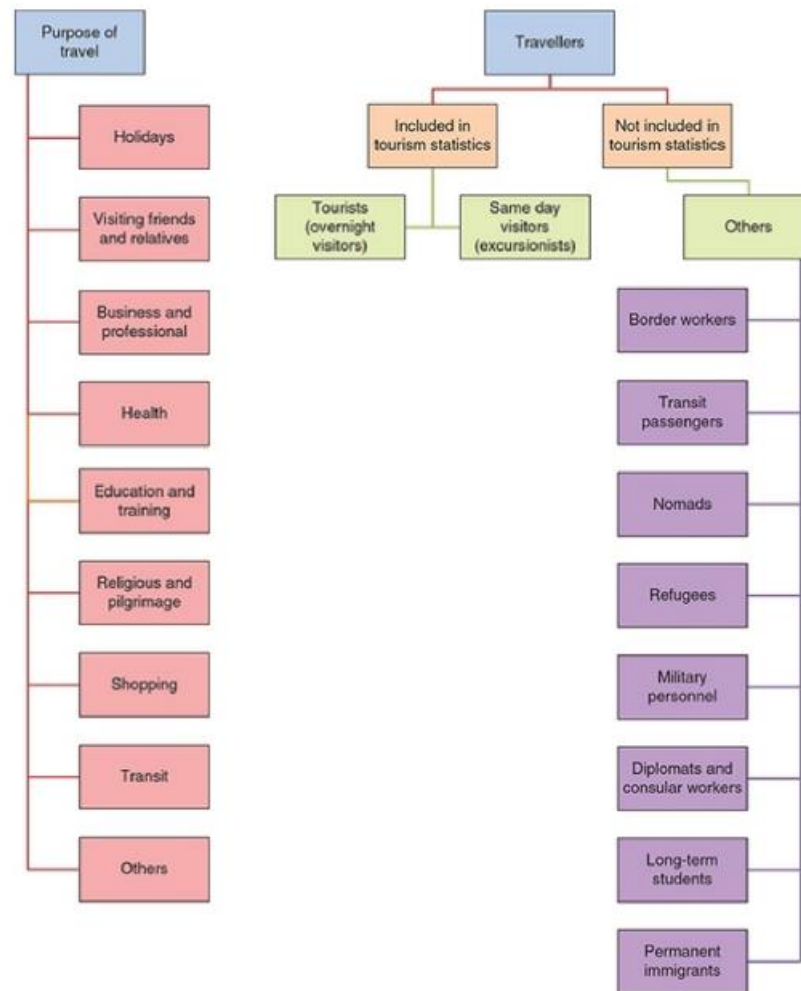 Purpose of
travel
Holidays
Visiting friends
and relatives
Business and
professional
Health
Education and
training
Religious and
pilgrimage
Shopping
Transit
Others
Travellers
Included in
tourism statistics
Not included in
tourism statistics
Tourists
(overnight
visitors)
Same day
visitors
(excursionists)
Others
Border workers
Transit
passengers
Nomads
Refugees
Military
personnel
Diplomats and
consular workers
Long-term
students
Permanent
immigrants